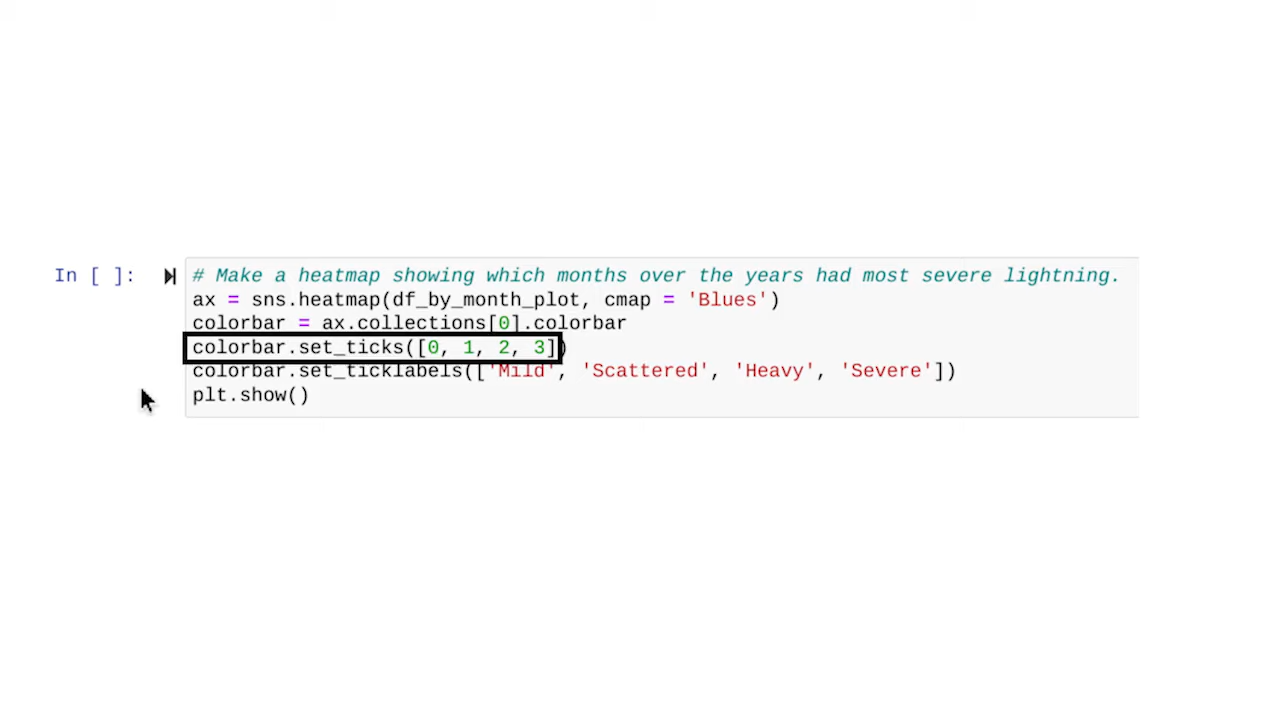 In [ ]:
# Make a heatmap showing which months over the years had most severe lightning.
ax = sns.heatmap(df_by_month_plot, cmap = 'Blues')
colorbar = ax.collections[0].colorbar
colorbar.set_ticks([0, 1, 2, 3])
colorbar.set_ticklabels(['Mild', 'Scattered', 'Heavy', 'Severe'])
plt.show()